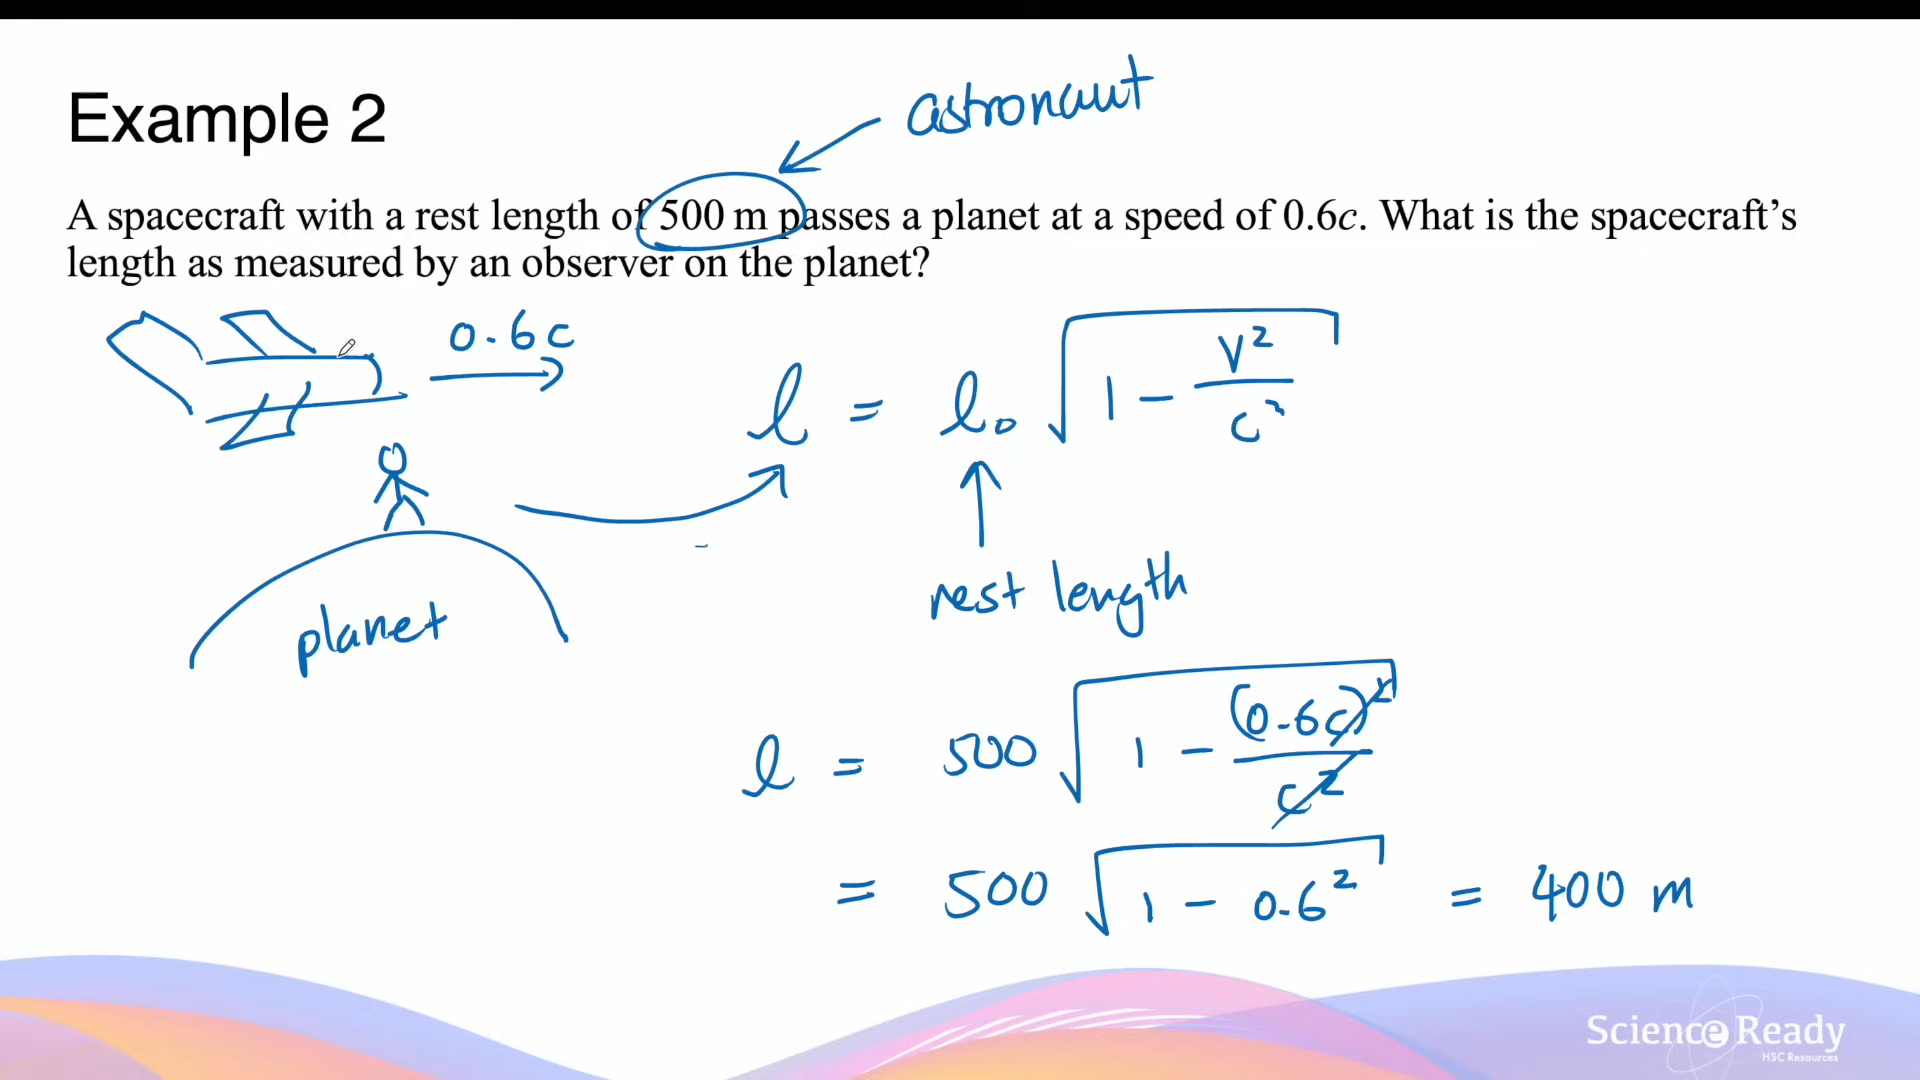 Example 2
astronaut
A spacecraft with a rest length of 500 m passes a planet at a speed of 0.6c. What is the spacecraft’s
length as measured by an observer on the planet?
0.6c
l = l₀ √(1 − v²/c²)
rest length
planet
l = 500 √(1 − (0.6c)²/c²)
= 500 √(1 − 0.6²) = 400 m
Science Ready
HSC Resources